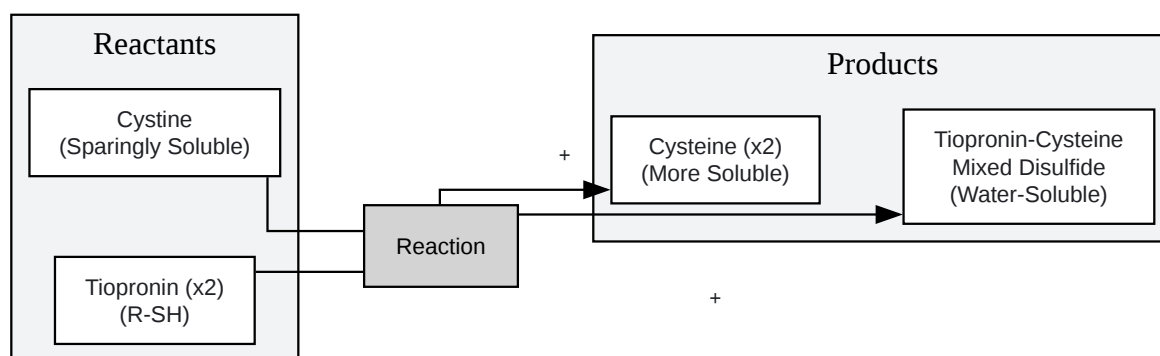 Reactants
Cystine
(Sparingly Soluble)
Tiopronin (x2)
(R-SH)
Reaction
+
Products
Cysteine (x2)
(More Soluble)
Tiopronin-Cysteine
Mixed Disulfide
(Water-Soluble)
+